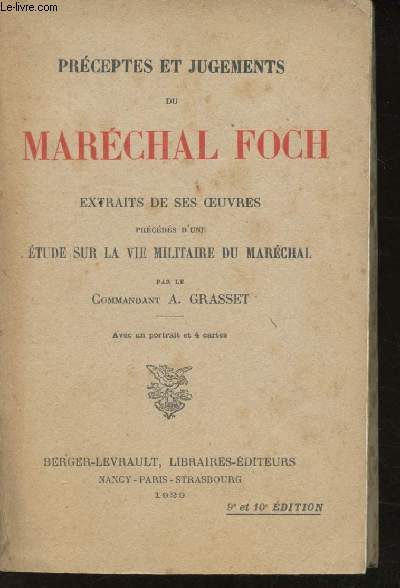 © Le-livre.com
PRÉCEPTES ET JUGEMENTS
DU
MARÉCHAL FOCH
EXTRAITS DE SES ŒUVRES
PRÉCÉDÉS D'UNE
ÉTUDE SUR LA VIE MILITAIRE DU MARÉCHAL
PAR LE
COMMANDANT A. GRASSET
Avec un portrait et 4 cartes
BERGER-LEVRAULT, LIBRAIRES-ÉDITEURS
NANCY-PARIS-STRASBOURG
1920
9e et 10e ÉDITION